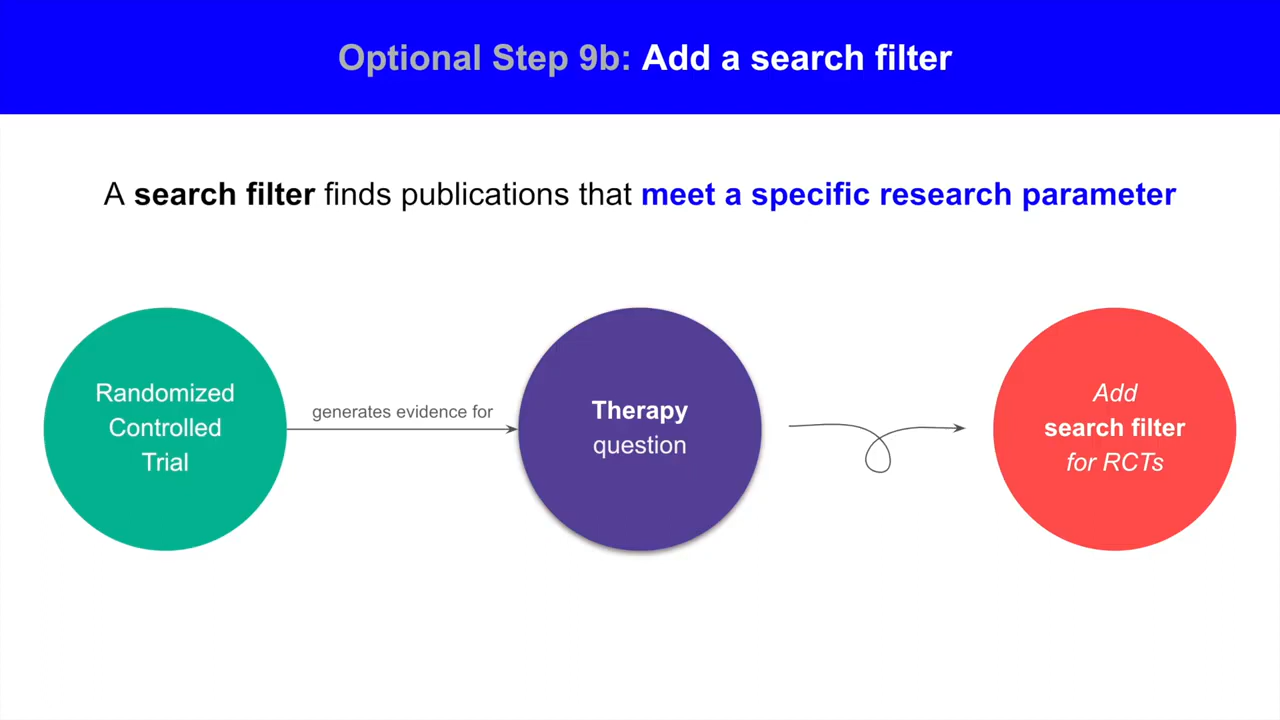 Optional Step 9b: Add a search filter
A search filter finds publications that meet a specific research parameter
Randomized
Controlled
Trial
generates evidence for
Therapy
question
Add
search filter
for RCTs